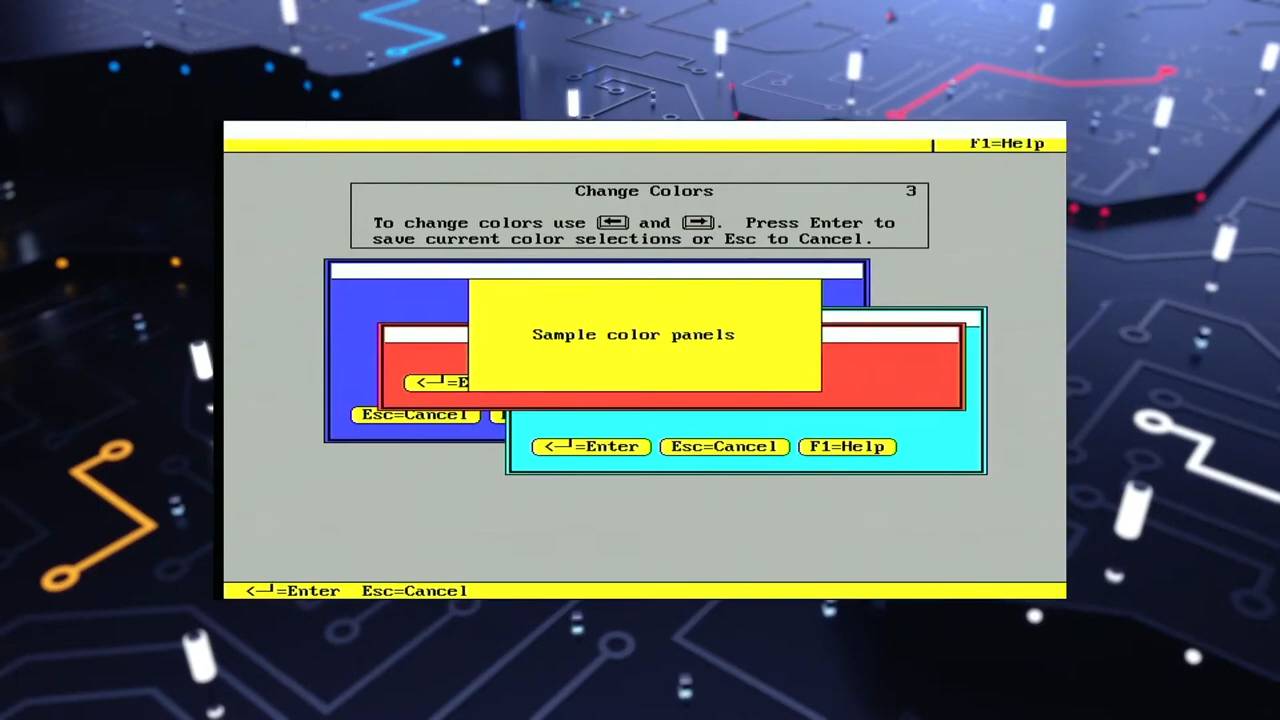 F1=Help
Change Colors 3
To change colors use ← and →. Press Enter to
save current color selections or Esc to Cancel.
Sample color panels
<─┘=E
Esc=Cancel
<─┘=Enter Esc=Cancel F1=Help
<─┘=Enter Esc=Cancel